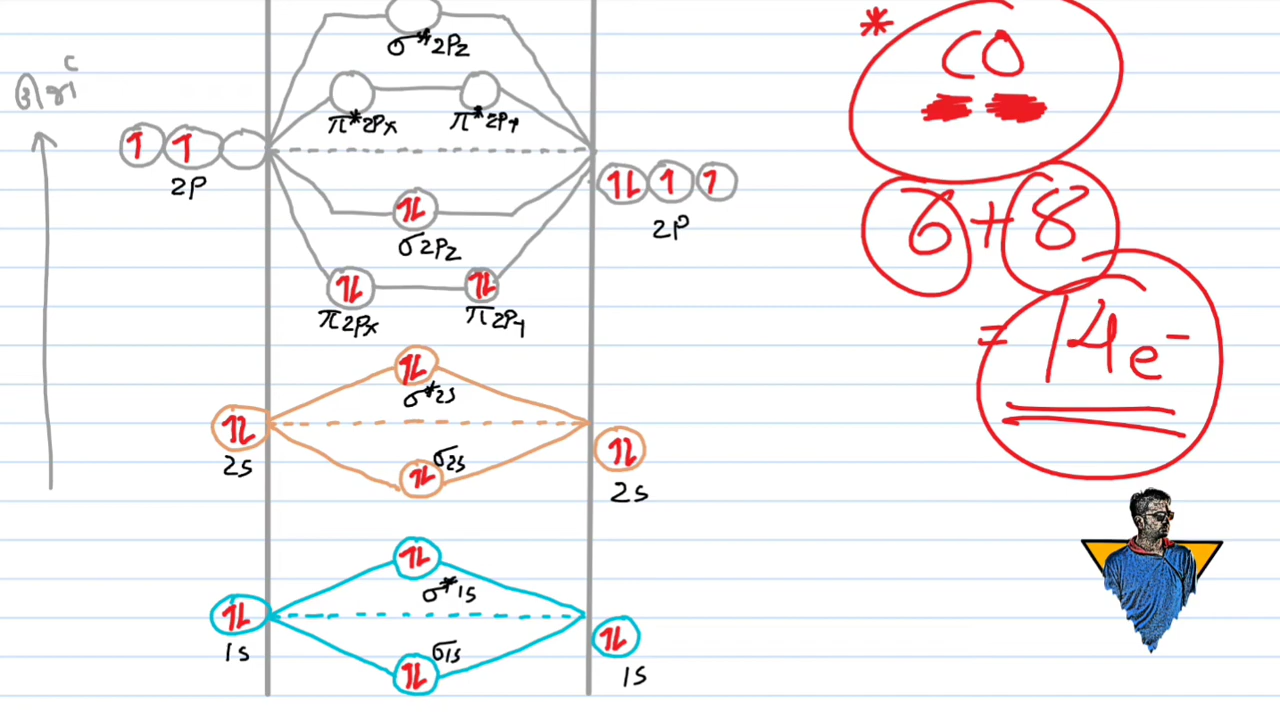 σ*2Pz
*
CO
π*2Px π*2Py
↿ ↿
2P
↿⇂ ↿ ↿
2P
6 + 8
↿⇂
σ2Pz
↿⇂ ↿⇂
π2Px π2Py
= 14e⁻
↿⇂
σ*2s
↿⇂ ↿⇂
2s 2s
↿⇂ σ2s
↿⇂
σ*1s
↿⇂ ↿⇂
1s 1s
↿⇂ σ1s